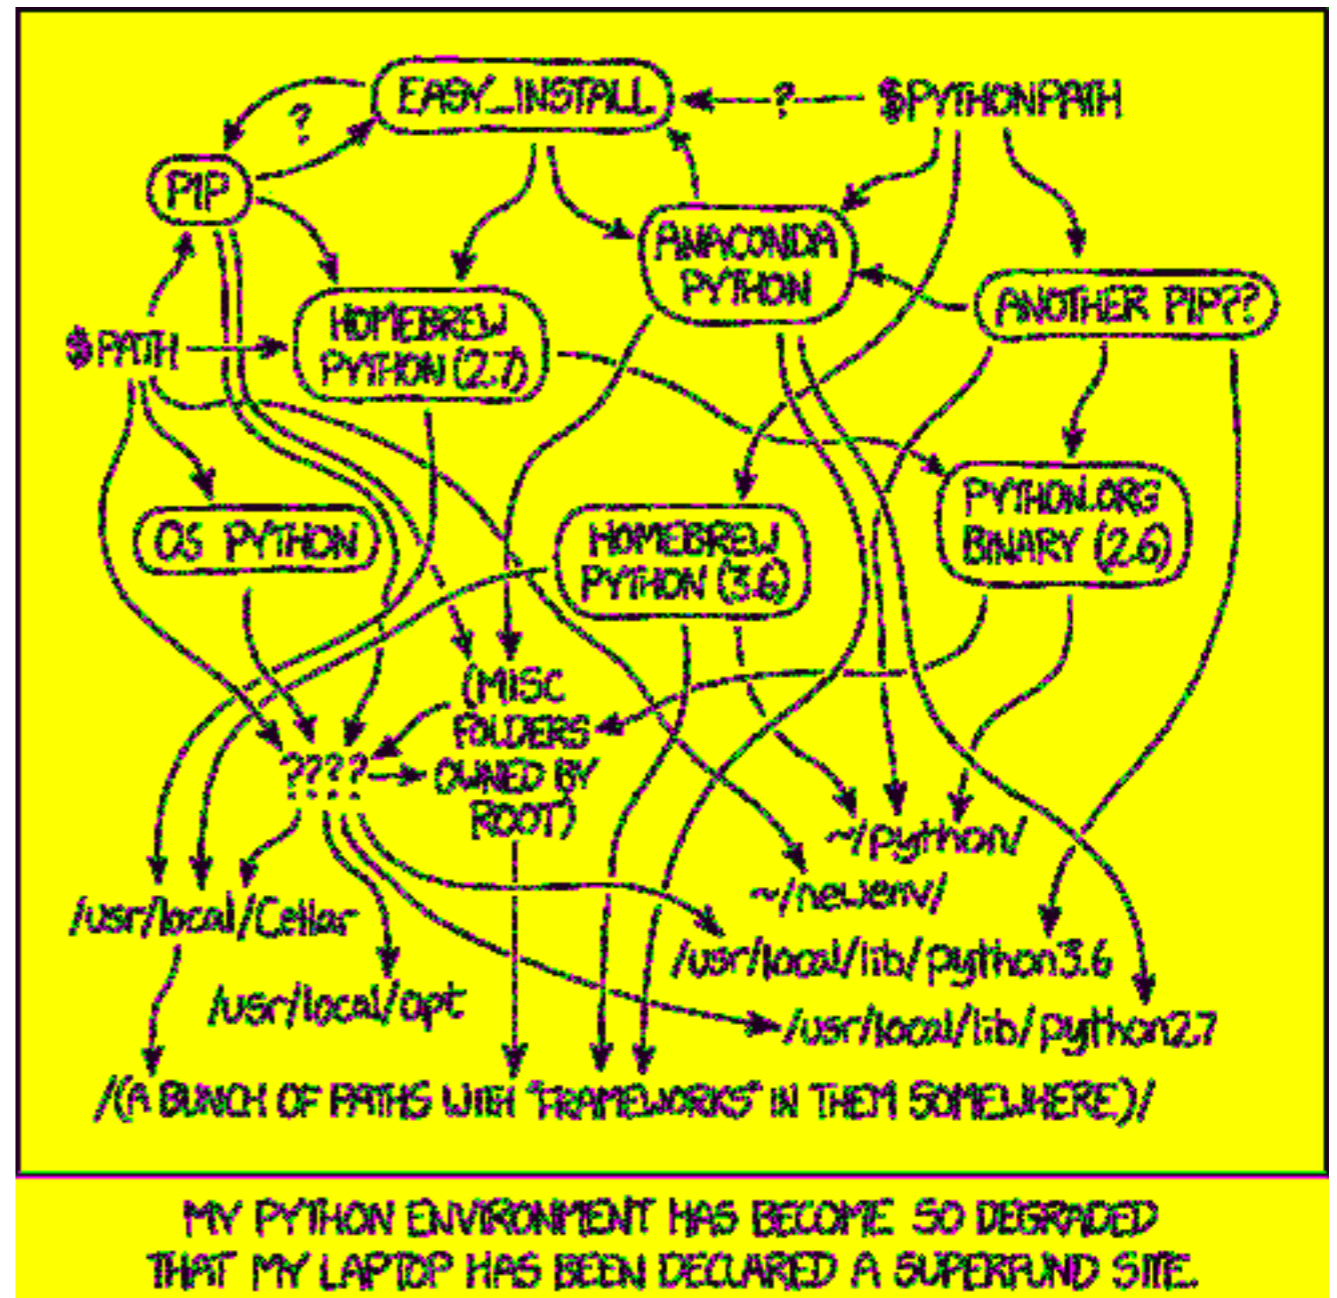 EASY_INSTALL
?
$PYTHONPATH
?
PIP
ANACONDA
PYTHON
ANOTHER PIP??
HOMEBREW
PYTHON (2.7)
$PATH
OS PYTHON
HOMEBREW
PYTHON (3.6)
PYTHON.ORG
BINARY (2.6)
(MISC
FOLDERS
OWNED BY
ROOT)
????
~/python/
~/newenv/
/usr/local/Cellar
/usr/local/lib/python3.6
/usr/local/opt
/usr/local/lib/python2.7
/(A BUNCH OF PATHS WITH "FRAMEWORKS" IN THEM SOMEWHERE)/
MY PYTHON ENVIRONMENT HAS BECOME SO DEGRADED
THAT MY LAPTOP HAS BEEN DECLARED A SUPERFUND SITE.